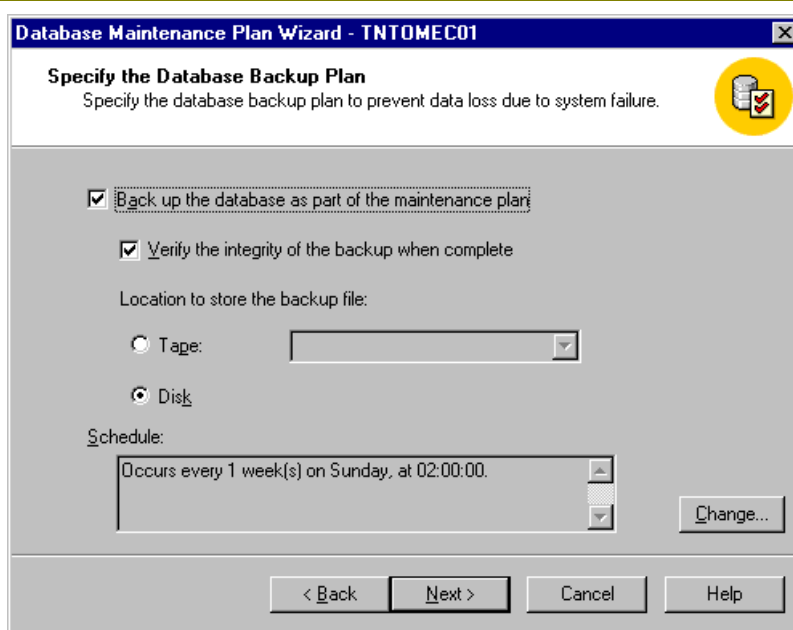 Database Maintenance Plan Wizard - TNTOMEC01
Specify the Database Backup Plan
Specify the database backup plan to prevent data loss due to system failure.
Back up the database as part of the maintenance plan
Verify the integrity of the backup when complete
Location to store the backup file:
Tape:
Disk
Schedule:
Occurs every 1 week(s) on Sunday, at 02:00:00.
Change...
< Back Next > Cancel Help